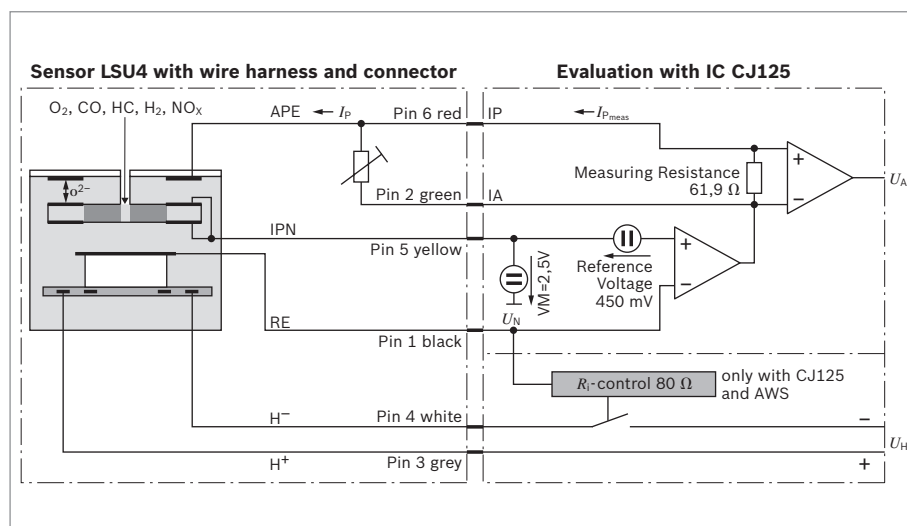 Sensor LSU4 with wire harness and connector
Evaluation with IC CJ125
O₂, CO, HC, H₂, NOₓ
APE
← Iₚ
Pin 6 red
IP
← Iₚₘₑₐₛ
Measuring Resistance
61,9 Ω
+
−
U_A
O²⁻
Pin 2 green
IA
IPN
Pin 5 yellow
VM=2,5V
Reference
Voltage
450 mV
+
−
U_N
RE
Pin 1 black
Rᵢ-control 80 Ω
only with CJ125
and AWS
H⁻
Pin 4 white
−
U_H
H⁺
Pin 3 grey
+